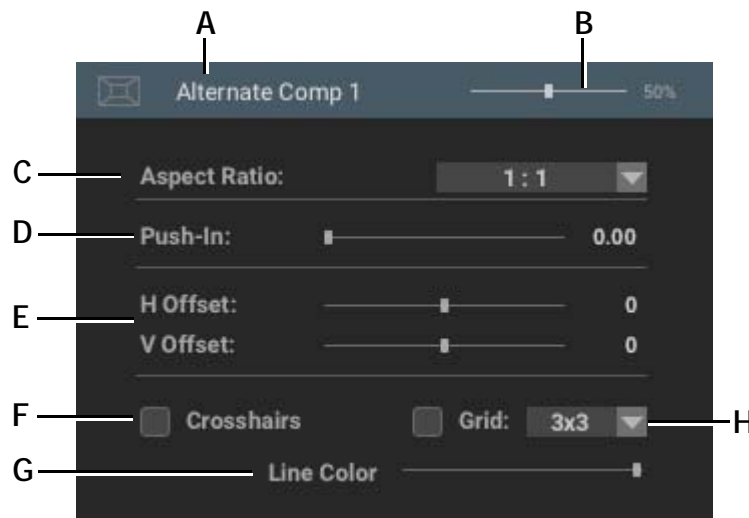 A B
Alternate Comp 1 50%
C Aspect Ratio: 1 : 1
D Push-In: 0.00
H Offset: 0
E
V Offset: 0
F Crosshairs Grid: 3x3 H
G Line Color